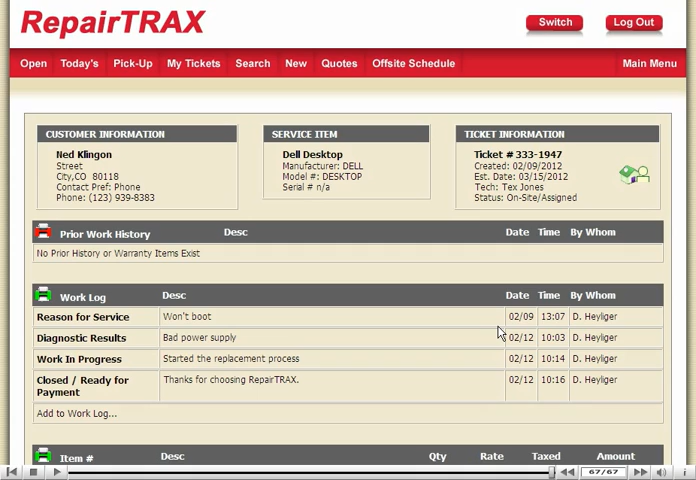 RepairTRAX
Switch
Log Out
Open Today's Pick-Up My Tickets Search New Quotes Offsite Schedule Main Menu
CUSTOMER INFORMATION
Ned Klingon
Street
City,CO 80118
Contact Pref: Phone
Phone: (123) 939-8383
SERVICE ITEM
Dell Desktop
Manufacturer: DELL
Model #: DESKTOP
Serial # n/a
TICKET INFORMATION
Ticket # 333-1947
Created: 02/09/2012
Est. Date: 03/15/2012
Tech: Tex Jones
Status: On-Site/Assigned
Prior Work History Desc Date Time By Whom
No Prior History or Warranty Items Exist
Work Log Desc Date Time By Whom
Reason for Service Won't boot 02/09 13:07 D. Heyliger
Diagnostic Results Bad power supply 02/12 10:03 D. Heyliger
Work In Progress Started the replacement process 02/12 10:14 D. Heyliger
Closed / Ready for Thanks for choosing RepairTRAX. 02/12 10:16 D. Heyliger
Payment
Add to Work Log...
Item # Desc Qty Rate Taxed Amount
67/67